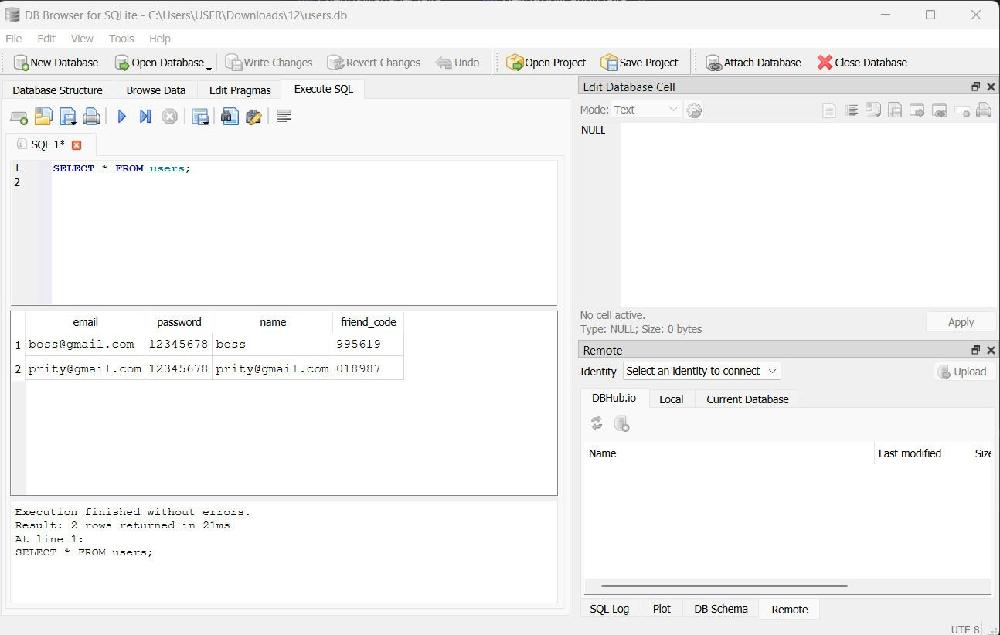 DB Browser for SQLite - C:\Users\USER\Downloads\12\users.db
File Edit View Tools Help
New Database Open Database Write Changes Revert Changes Undo Open Project Save Project Attach Database Close Database
Database Structure Browse Data Edit Pragmas Execute SQL
SQL 1*
1 SELECT * FROM users;
2
email password name friend_code
1 boss@gmail.com 12345678 boss 995619
2 prity@gmail.com 12345678 prity@gmail.com 018987
Execution finished without errors.
Result: 2 rows returned in 21ms
At line 1:
SELECT * FROM users;
Edit Database Cell
Mode: Text
NULL
No cell active.
Type: NULL; Size: 0 bytes
Apply
Remote
Identity Select an identity to connect Upload
DBHub.io Local Current Database
Name Last modified Size
SQL Log Plot DB Schema Remote
UTF-8